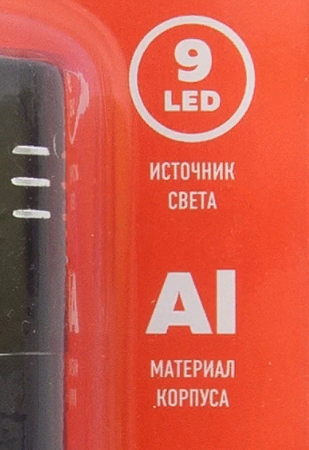 9
LED
ИСТОЧНИК
СВЕТА
Al
МАТЕРИАЛ
КОРПУСА